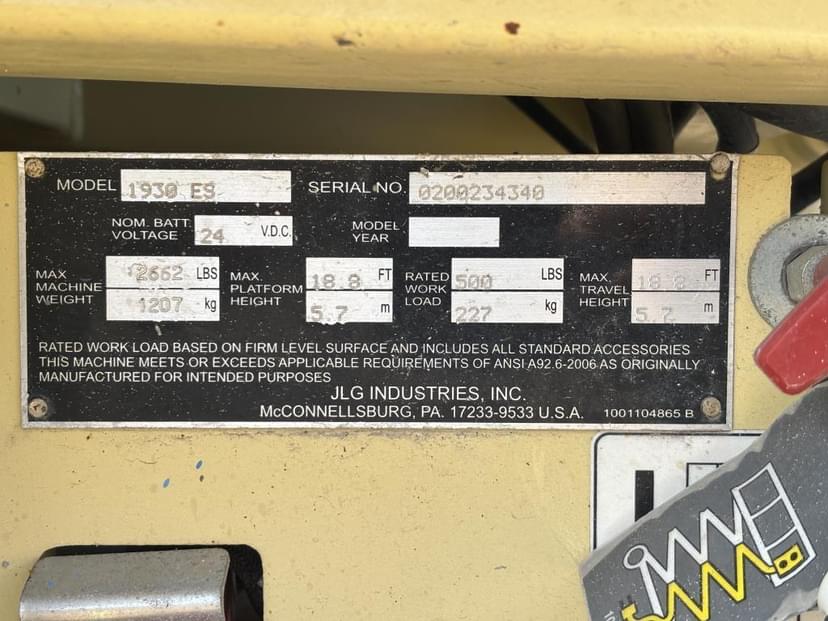 MODEL 1930 ES SERIAL NO. 0200234340
NOM. BATT. VOLTAGE 24 V.D.C. MODEL YEAR
MAX MACHINE WEIGHT 2662 LBS 1207 kg
MAX. PLATFORM HEIGHT 18.8 FT 5.7 m
RATED WORK LOAD 500 LBS 227 kg
MAX. TRAVEL HEIGHT 18.8 FT 5.7 m
RATED WORK LOAD BASED ON FIRM LEVEL SURFACE AND INCLUDES ALL STANDARD ACCESSORIES
THIS MACHINE MEETS OR EXCEEDS APPLICABLE REQUIREMENTS OF ANSI A92.6-2006 AS ORIGINALLY
MANUFACTURED FOR INTENDED PURPOSES
JLG INDUSTRIES, INC.
McCONNELLSBURG, PA. 17233-9533 U.S.A. 1001104865 B